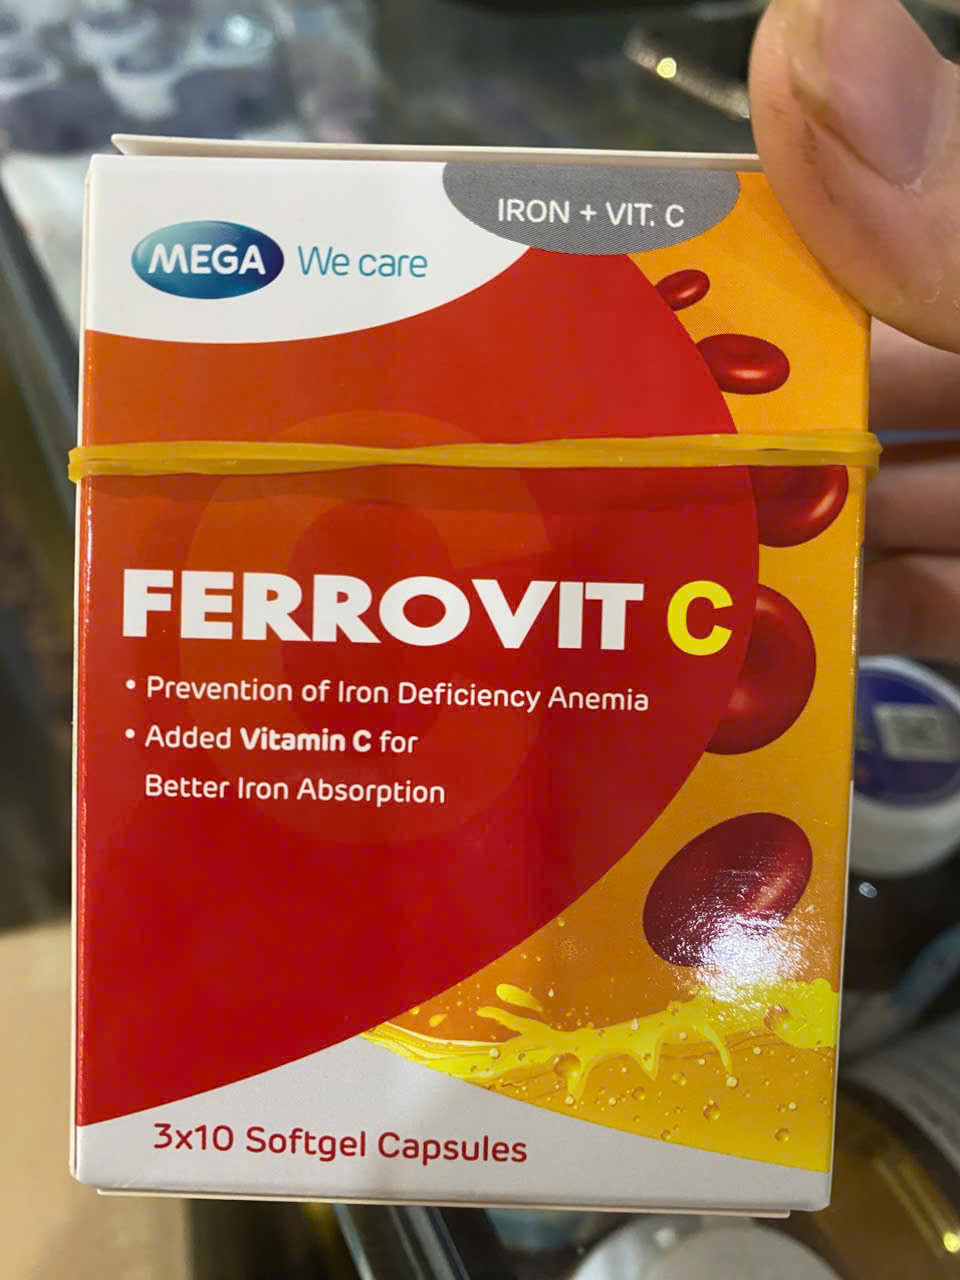 IRON + VIT. C
MEGA We care
FERROVIT C
• Prevention of Iron Deficiency Anemia
• Added Vitamin C for
Better Iron Absorption
3x10 Softgel Capsules